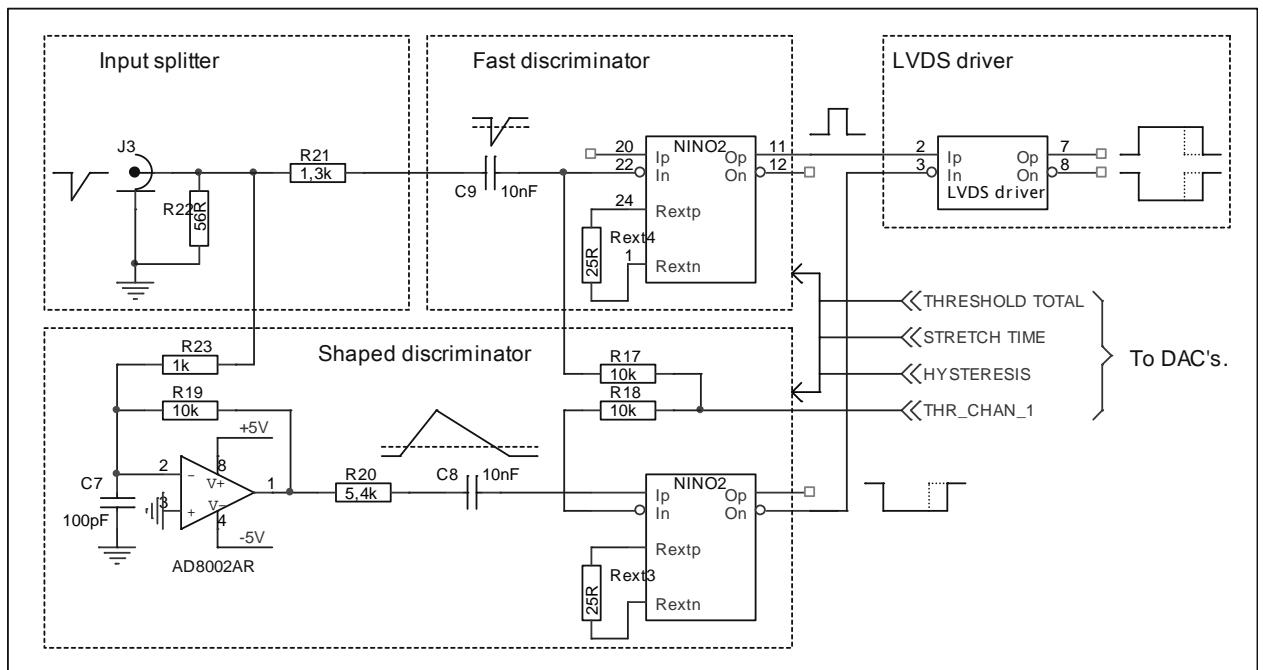 Input splitter
Fast discriminator
LVDS driver
J3
R21
1,3k
R22
56R
C9
10nF
NINO2
20
22
24
1
Ip
In
Rextp
Rextn
Op
On
11
12
Rext4
25R
2
3
Ip
In
Op
On
LVDS driver
7
8
THRESHOLD TOTAL
STRETCH TIME
HYSTERESIS
THR_CHAN_1
To DAC's.
Shaped discriminator
R23
1k
R19
10k
R17
10k
R18
10k
+5V
8
V+
2
−
3
+
1
V−
4
-5V
AD8002AR
C7
100pF
R20
5,4k
C8
10nF
NINO2
Ip
In
Rextp
Rextn
Op
On
Rext3
25R